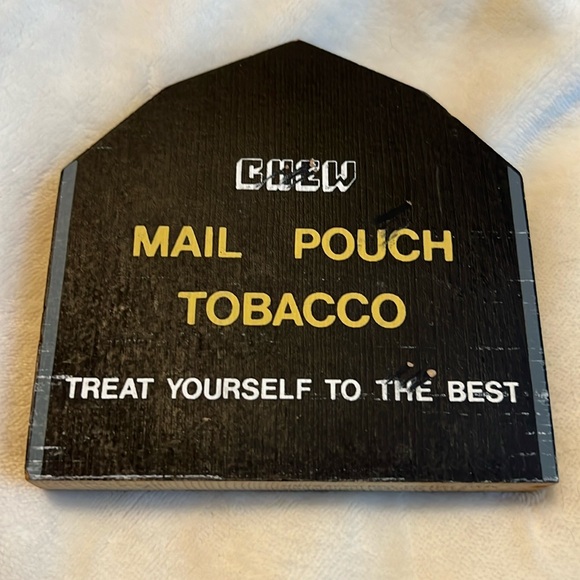 CHEW
MAIL POUCH
TOBACCO
TREAT YOURSELF TO THE BEST